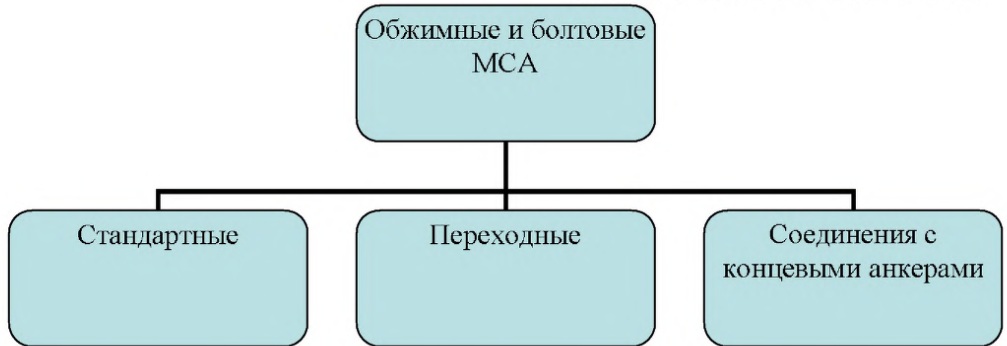 Обжимные и болтовые
МСА
Стандартные
Переходные
Соединения с
концевыми анкерами